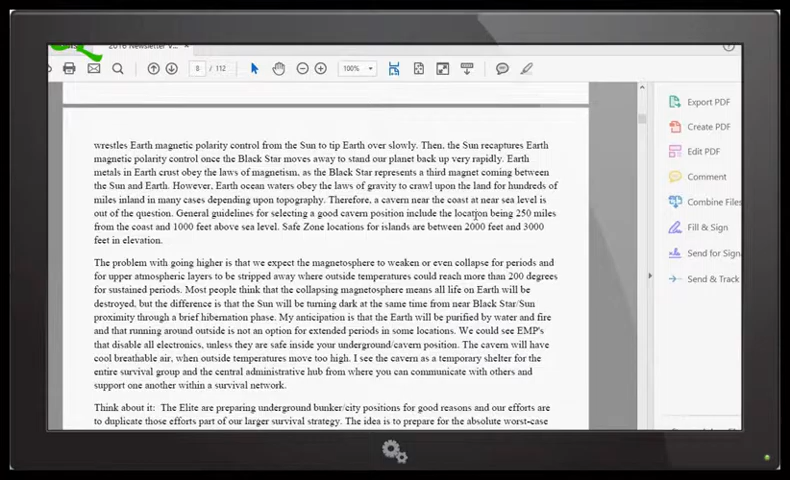 2016 Newsletter V...
8 / 112
100%
Export PDF
Create PDF
Edit PDF
Comment
Combine Files
Fill & Sign
Send for Sign
Send & Track
wrestles Earth magnetic polarity control from the Sun to tip Earth over slowly. Then, the Sun recaptures Earth
magnetic polarity control once the Black Star moves away to stand our planet back up very rapidly. Earth
metals in Earth crust obey the laws of magnetism, as the Black Star represents a third magnet coming between
the Sun and Earth. However, Earth ocean waters obey the laws of gravity to crawl upon the land for hundreds of
miles inland in many cases depending upon topography. Therefore, a cavern near the coast at near sea level is
out of the question. General guidelines for selecting a good cavern position include the location being 250 miles
from the coast and 1000 feet above sea level. Safe Zone locations for islands are between 2000 feet and 3000
feet in elevation.
The problem with going higher is that we expect the magnetosphere to weaken or even collapse for periods and
for upper atmospheric layers to be stripped away where outside temperatures could reach more than 200 degrees
for sustained periods. Most people think that the collapsing magnetosphere means all life on Earth will be
destroyed, but the difference is that the Sun will be turning dark at the same time from near Black Star/Sun
proximity through a brief hibernation phase. My anticipation is that the Earth will be purified by water and fire
and that running around outside is not an option for extended periods in some locations. We could see EMP's
that disable all electronics, unless they are safe inside your underground/cavern position. The cavern will have
cool breathable air, when outside temperatures move too high. I see the cavern as a temporary shelter for the
entire survival group and the central administrative hub from where you can communicate with others and
support one another within a survival network.
Think about it: The Elite are preparing underground bunker/city positions for good reasons and our efforts are
to duplicate those efforts part of our larger survival strategy. The idea is to prepare for the absolute worst-case